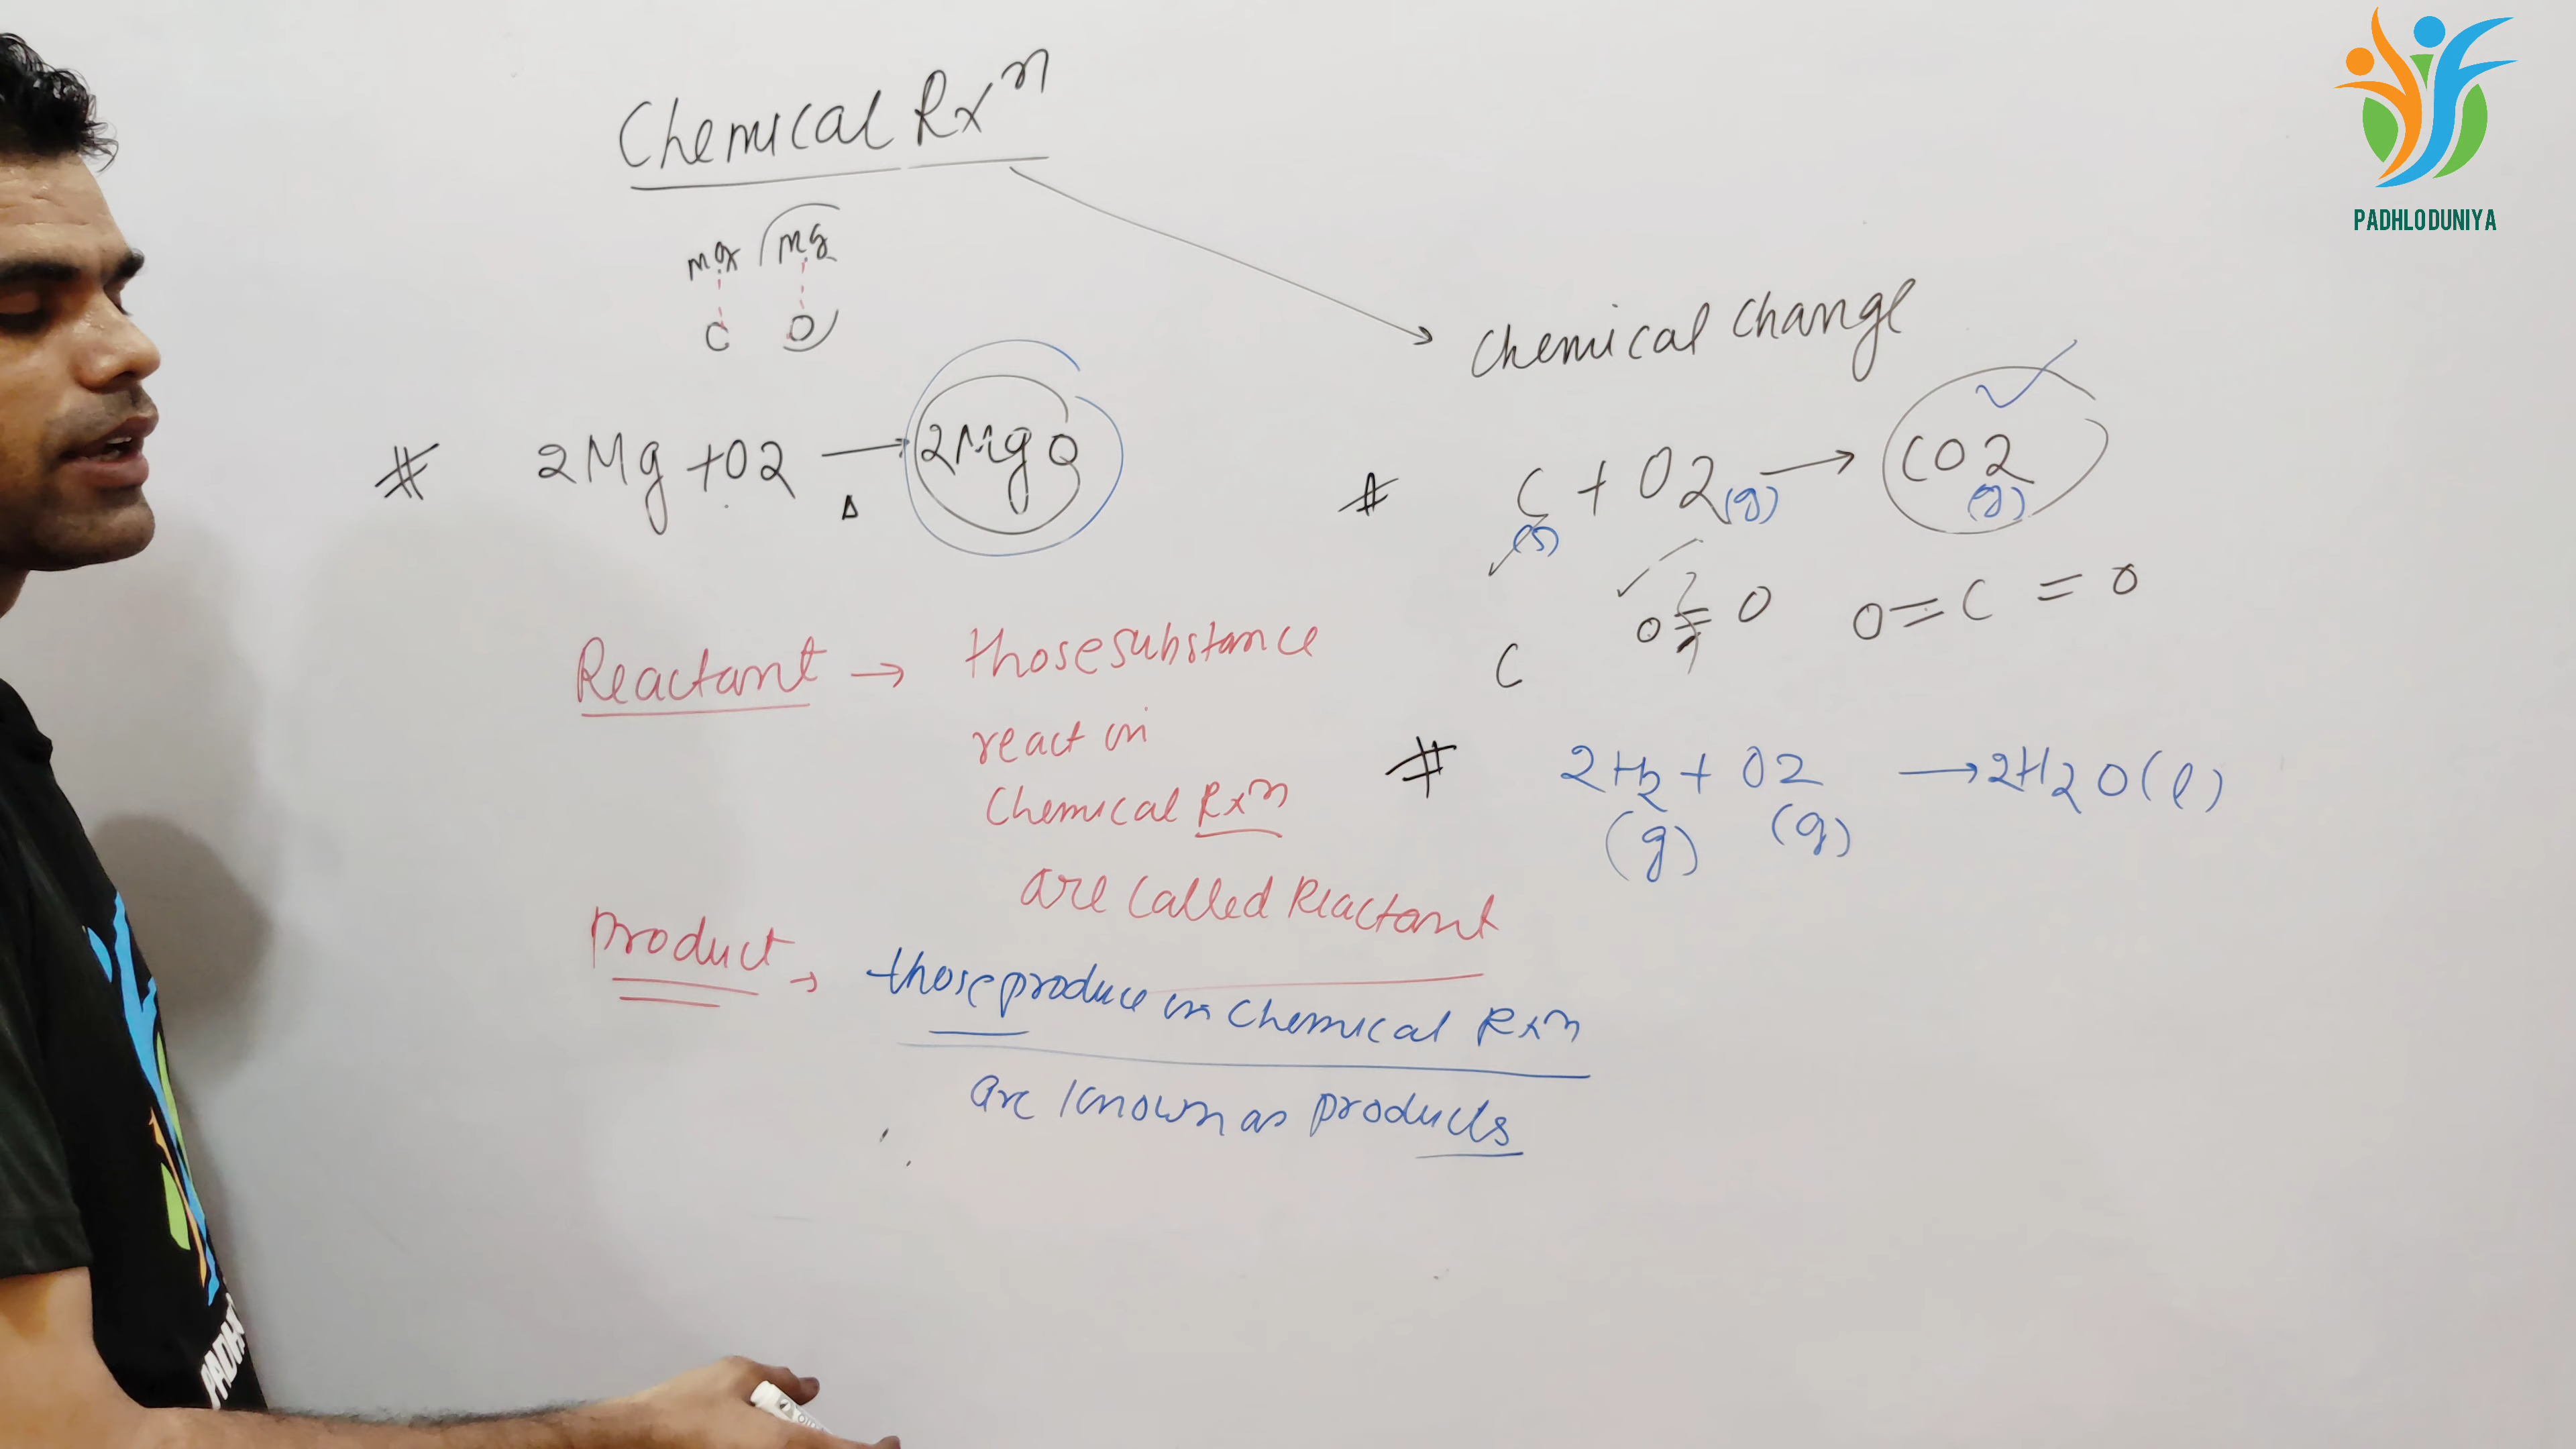 Chemical Rxn
PADHLODUNIYA
Mg Mg
C O
Chemical Change
# 2Mg + O2 → 2MgO
Δ
# C + O2 (g) → CO2
(s) (g)
O = O O = C = O
C
Reactant → those substance
react in
Chemical Rxn
are called Reactant
# 2H2 + O2 → 2H2O(l)
(g) (g)
Product → those produce in Chemical Rxn
are known as products
PADH